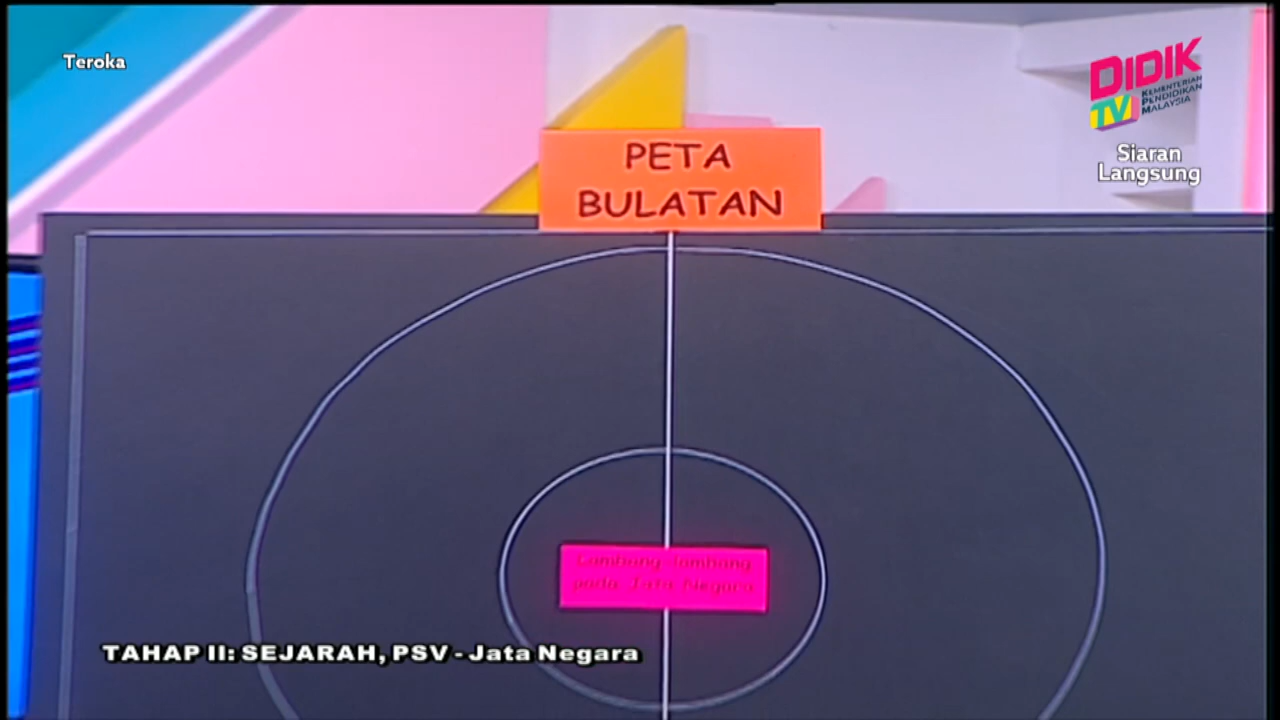 Teroka
DIDIK
TV
KEMENTERIAN
PENDIDIKAN
MALAYSIA
Siaran
Langsung
PETA
BULATAN
Lambang-lambang
pada Jata Negara
TAHAP II: SEJARAH, PSV - Jata Negara